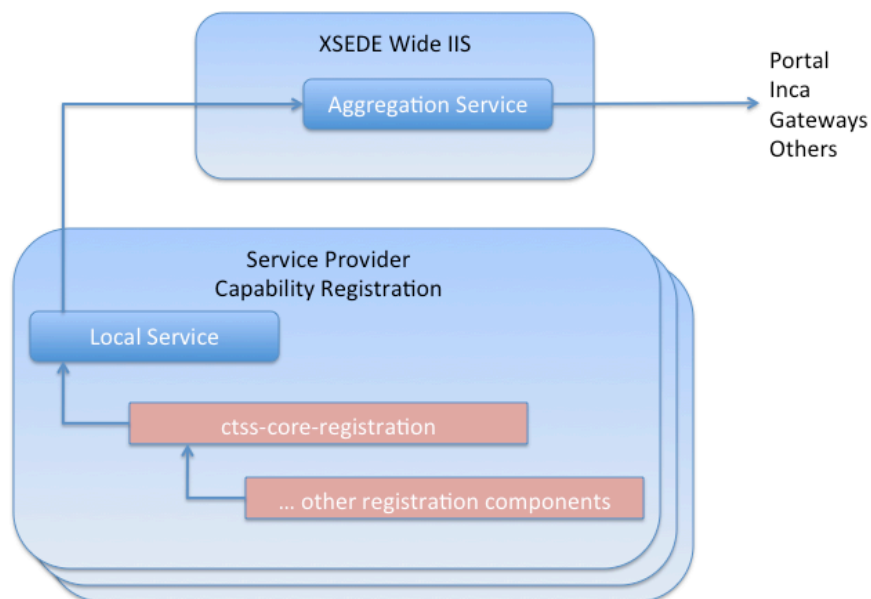 XSEDE Wide IIS
Aggregation Service
Portal
Inca
Gateways
Others
Service Provider
Capability Registration
Local Service
ctss-core-registration
... other registration components